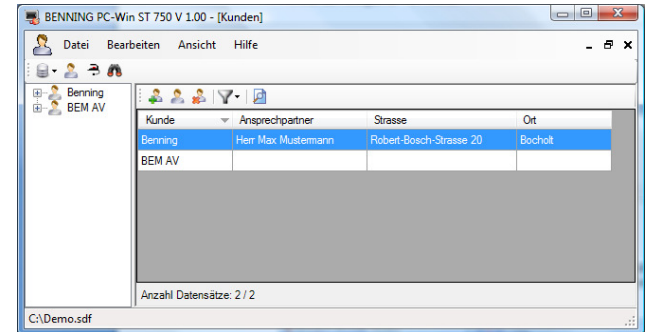 BENNING PC-Win ST 750 V 1.00 - [Kunden]
Datei Bearbeiten Ansicht Hilfe
Benning
BEM AV
Kunde Ansprechpartner Strasse Ort
Benning Herr Max Mustermann Robert-Bosch-Strasse 20 Bocholt
BEM AV
Anzahl Datensätze: 2 / 2
C:\Demo.sdf